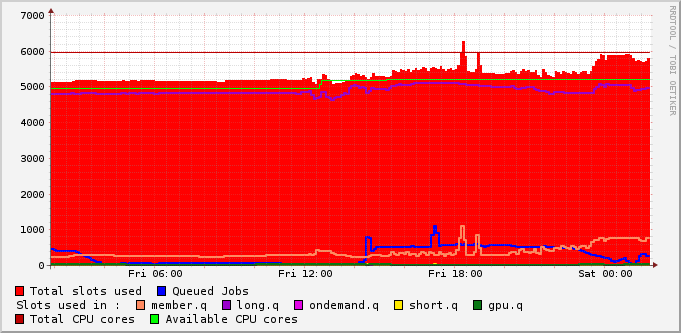 7000
6000
5000
4000
3000
2000
1000
0
Fri 06:00 Fri 12:00 Fri 18:00 Sat 00:00
RRDTOOL / TOBI OETIKER
Total slots used Queued Jobs
Slots used in : member.q long.q ondemand.q short.q gpu.q
Total CPU cores Available CPU cores